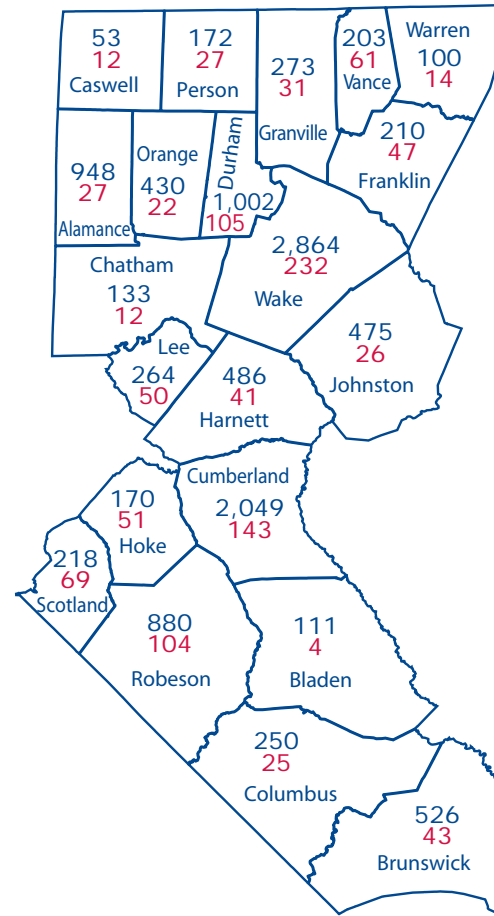 53
12
Caswell
172
27
Person
273
31
Granville
203
61
Vance
Warren
100
14
948
27
Alamance
Orange
430
22
Durham
1,002
105
210
47
Franklin
Chatham
133
12
2,864
232
Wake
Lee
264
50
486
41
Harnett
475
26
Johnston
170
51
Hoke
Cumberland
2,049
143
218
69
Scotland
880
104
Robeson
111
4
Bladen
250
25
Columbus
526
43
Brunswick